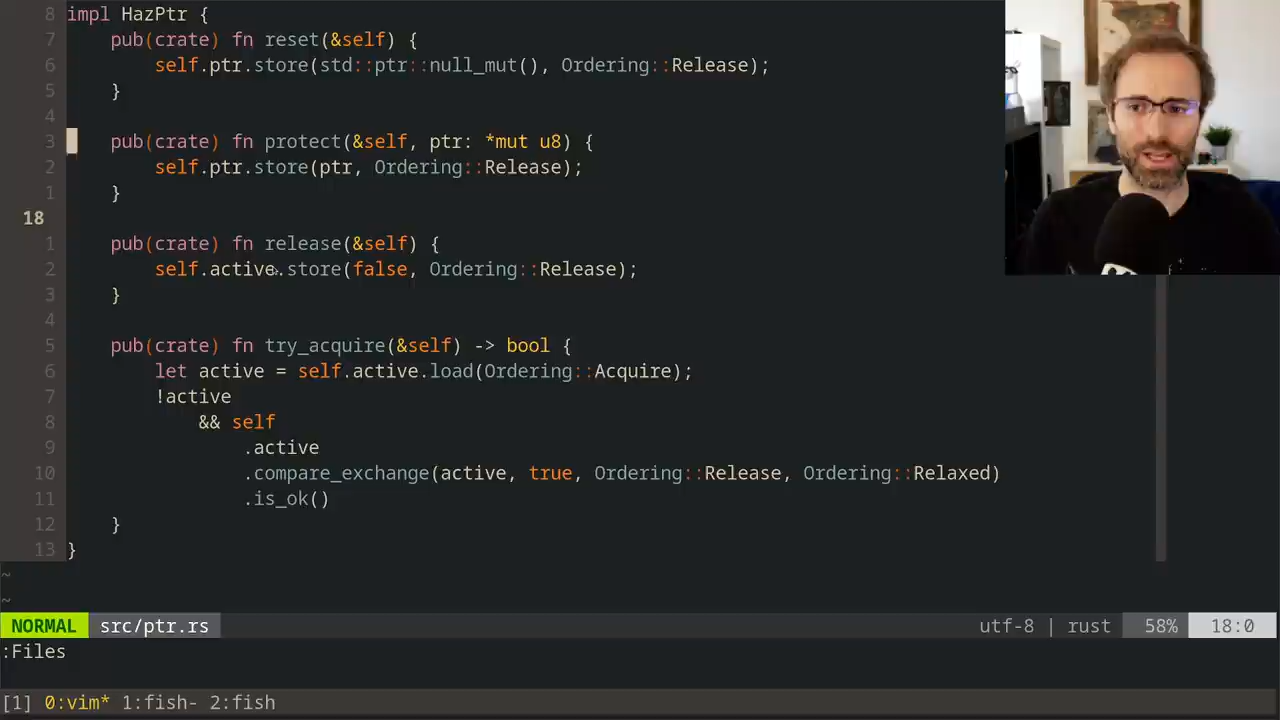 8 impl HazPtr {
7     pub(crate) fn reset(&self) {
6         self.ptr.store(std::ptr::null_mut(), Ordering::Release);
5     }
4
3     pub(crate) fn protect(&self, ptr: *mut u8) {
2         self.ptr.store(ptr, Ordering::Release);
1     }
18
1     pub(crate) fn release(&self) {
2         self.active.store(false, Ordering::Release);
3     }
4
5     pub(crate) fn try_acquire(&self) -> bool {
6         let active = self.active.load(Ordering::Acquire);
7         !active
8             && self
9                 .active
10                 .compare_exchange(active, true, Ordering::Release, Ordering::Relaxed)
11                 .is_ok()
12     }
13 }
~
~
NORMAL src/ptr.rs utf-8 | rust 58% 18:0
:Files
[1] 0:vim* 1:fish- 2:fish